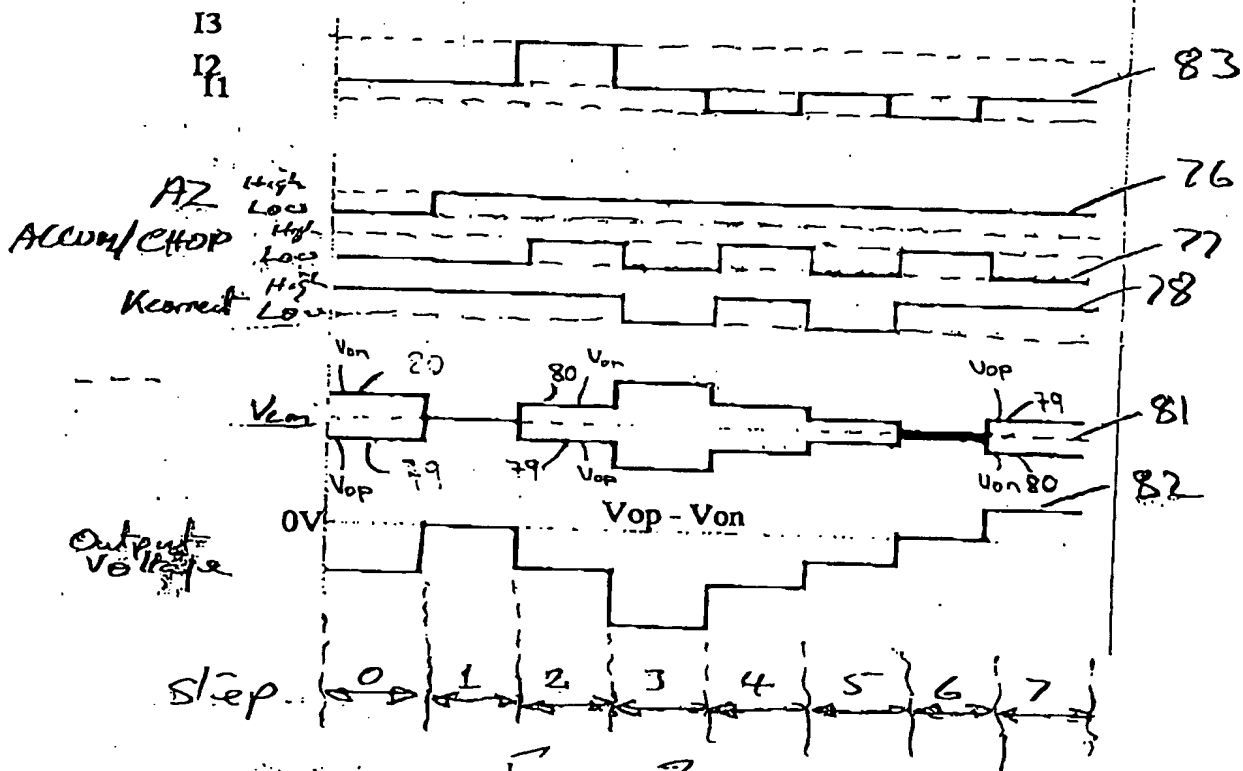 I3
I2
I1
83
AZ High
Low
76
ACCUM/CHOP High
Low
77
Kcorrect High
Low
78
Von 80
80 Von
Vop
79
Vcm
81
Vop 79
79 Vop
Von 80
82
0V
Vop - Von
Output
Voltage
Step
0 1 2 3 4 5 6 7